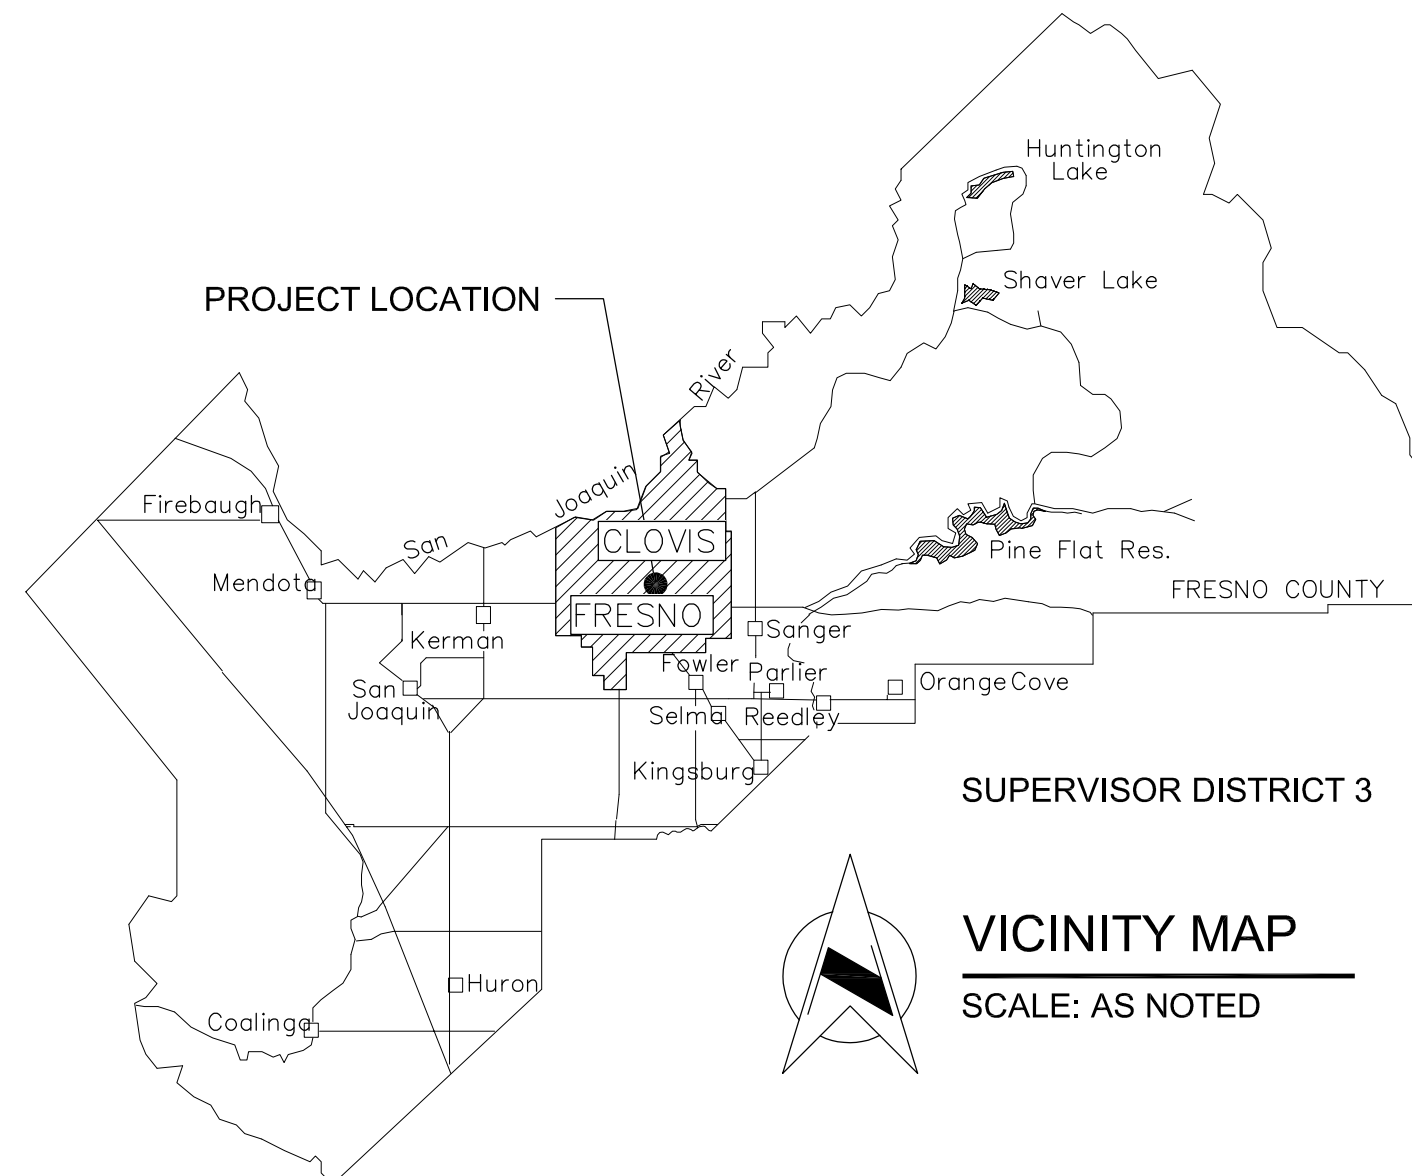 Huntington
Lake
Shaver Lake
PROJECT LOCATION
River
Joaquin
San
Firebaugh
CLOVIS
Pine Flat Res.
Mendota
FRESNO COUNTY
FRESNO
Kerman
Sanger
Fowler
Parlier
San
Joaquin
Orange Cove
Selma
Reedley
Kingsburg
SUPERVISOR DISTRICT 3
VICINITY MAP
SCALE: AS NOTED
Huron
Coalinga